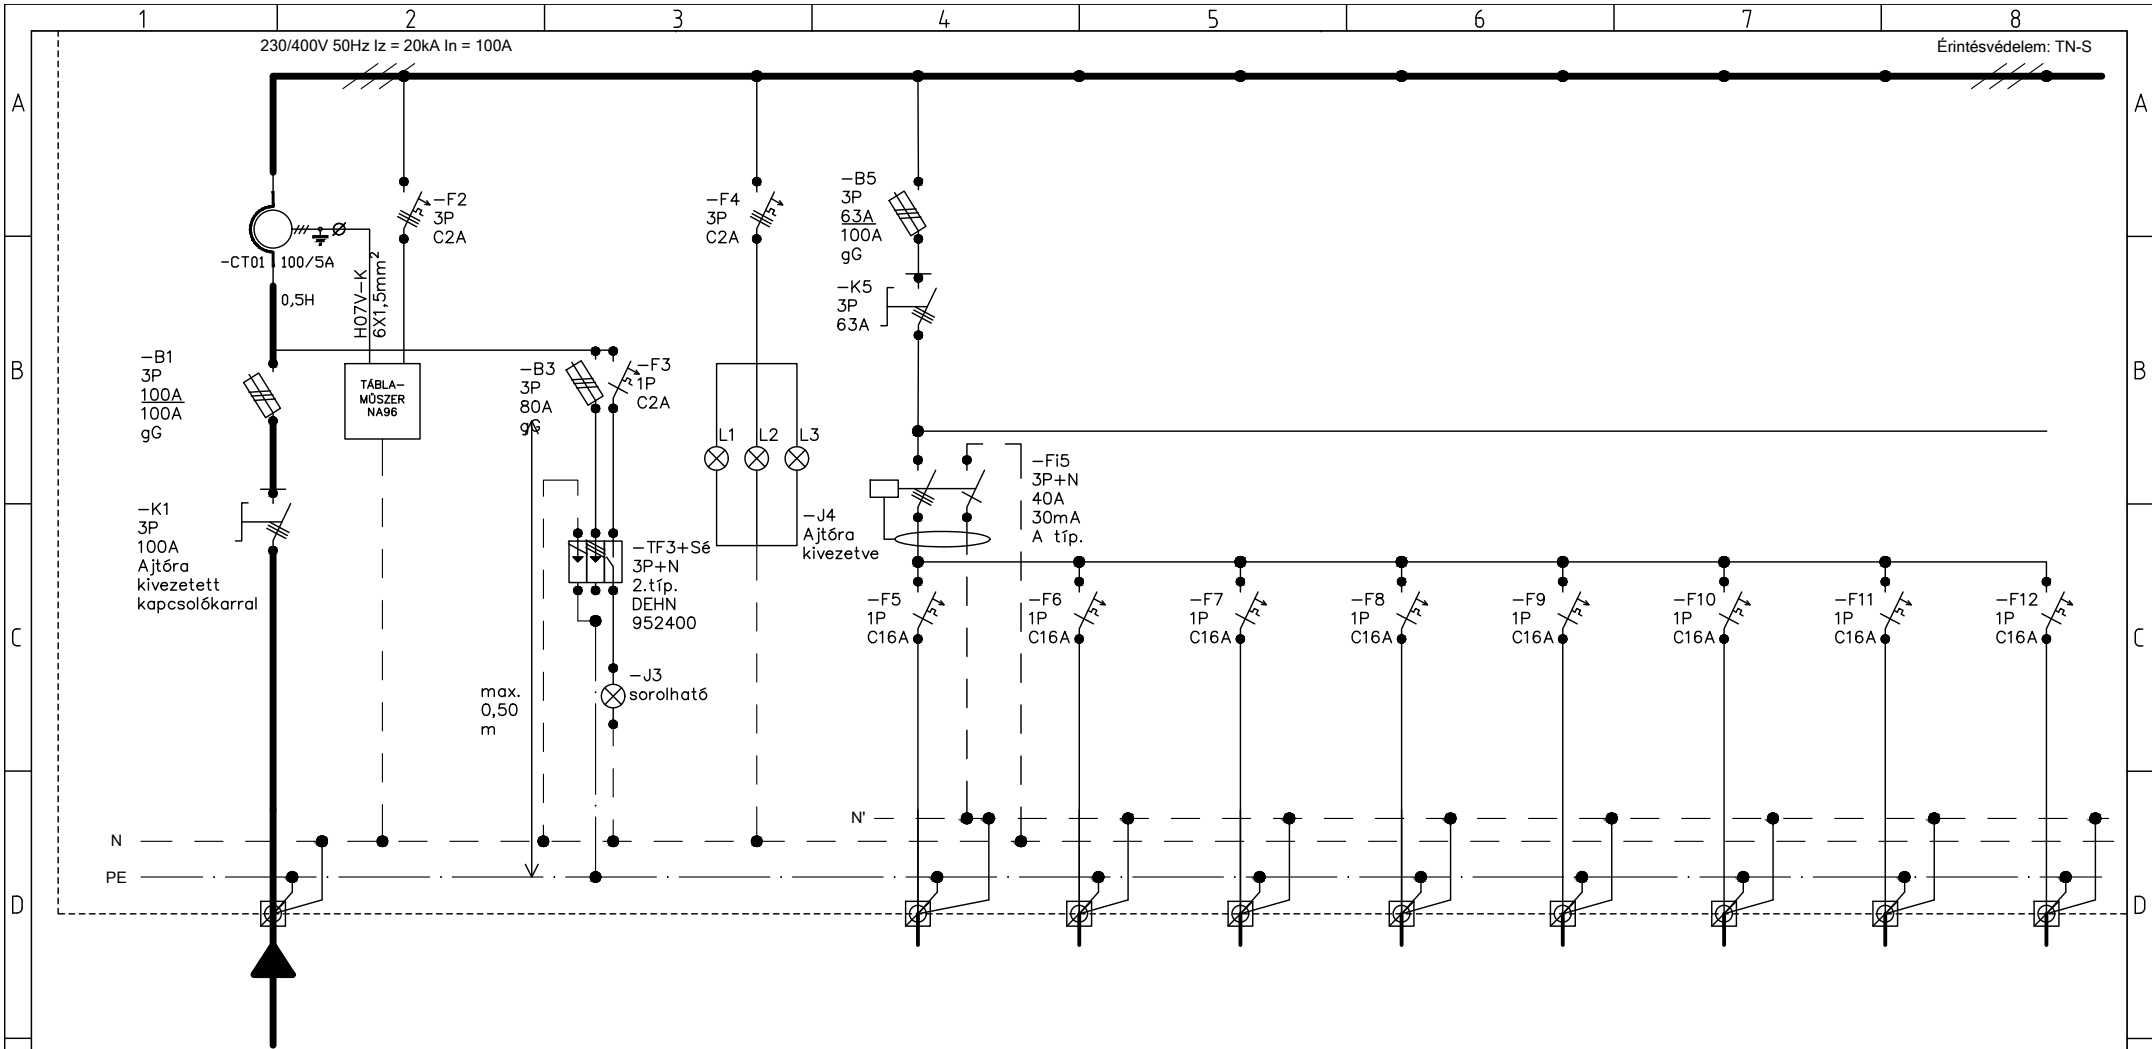 1 2 3 4 5 6 7 8
230/400V 50Hz Iz = 20kA In = 100A
Érintésvédelem: TN-S
A
A
-CT01 100/5A
0,5H
H07V-K
6X1,5mm²
-F2
3P
C2A
-F4
3P
C2A
-B5
3P
63A
100A
gG
-K5
3P
63A
B
B
-B1
3P
100A
100A
gG
TÁBLA-
MŰSZER
NA96
-B3
3P
80A
gG
-F3
1P
C2A
L1 L2 L3
-J4
Ajtóra
kivezetve
-Fi5
3P+N
40A
30mA
A típ.
-K1
3P
100A
Ajtóra
kivezetett
kapcsolókarral
-TF3+Sé
3P+N
2.típ.
DEHN
952400
-J3
sorolható
max.
0,50
m
C
C
-F5
1P
C16A
-F6
1P
C16A
-F7
1P
C16A
-F8
1P
C16A
-F9
1P
C16A
-F10
1P
C16A
-F11
1P
C16A
-F12
1P
C16A
N'
N
PE
D
D